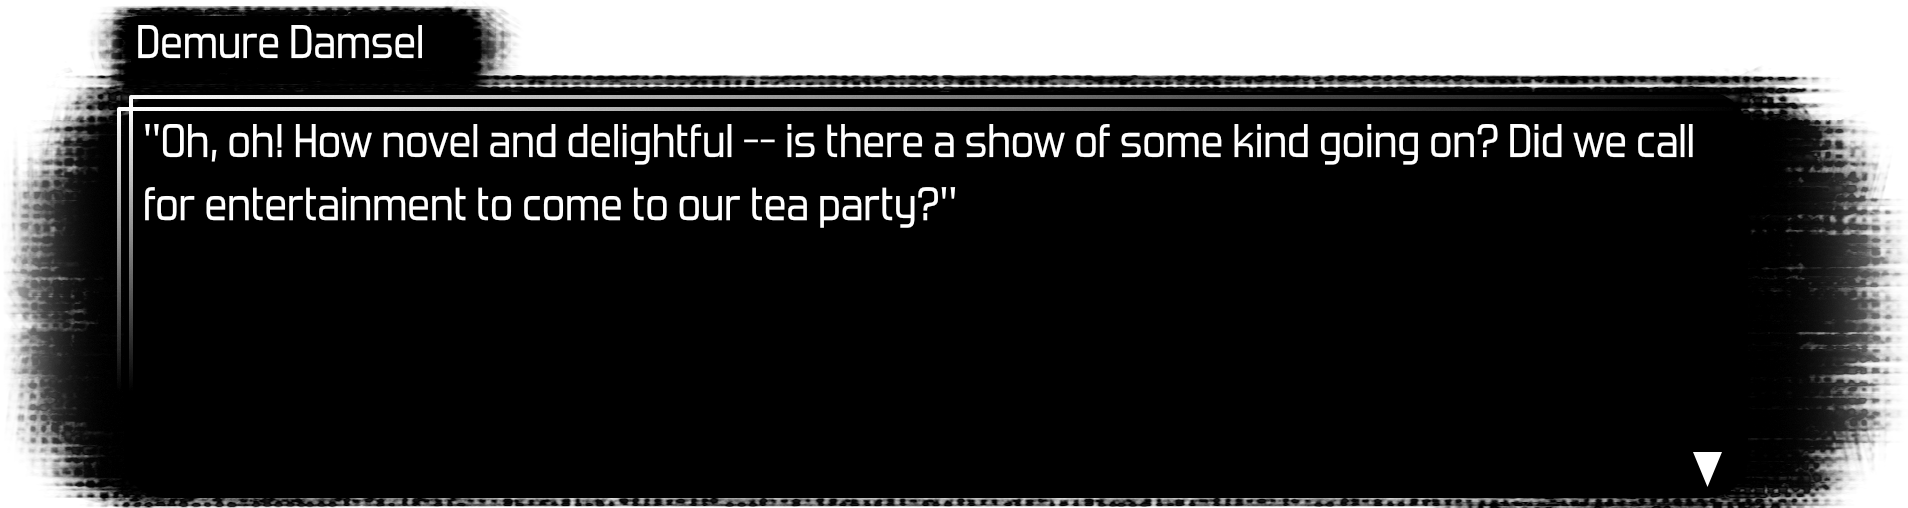 Demure Damsel
"Oh, oh! How novel and delightful -- is there a show of some kind going on? Did we call
for entertainment to come to our tea party?"